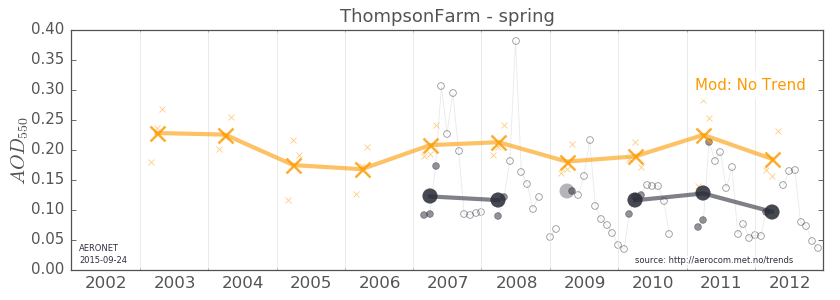 ThompsonFarm - spring
0.40
0.35
0.30
0.25
0.20
0.15
0.10
0.05
0.00
AOD550
Mod: No Trend
AERONET
2015-09-24
source: http://aerocom.met.no/trends
2002 2003 2004 2005 2006 2007 2008 2009 2010 2011 2012